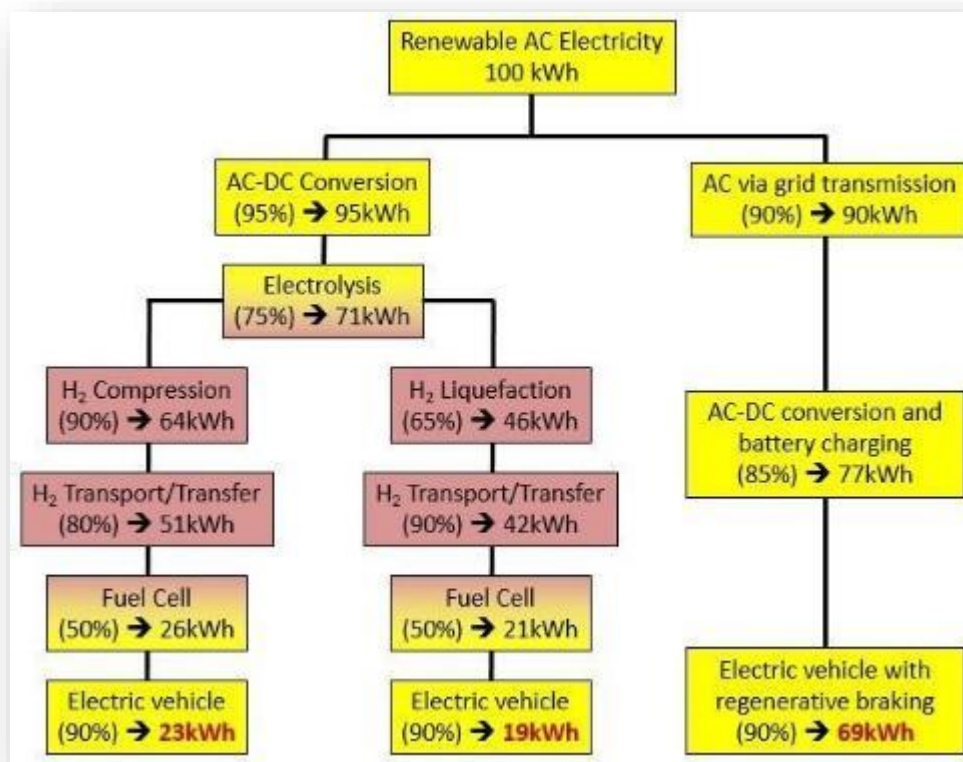 Renewable AC Electricity
100 kWh
AC-DC Conversion
(95%) ➔ 95kWh
AC via grid transmission
(90%) ➔ 90kWh
Electrolysis
(75%) ➔ 71kWh
H₂ Compression
(90%) ➔ 64kWh
H₂ Liquefaction
(65%) ➔ 46kWh
AC-DC conversion and
battery charging
(85%) ➔ 77kWh
H₂ Transport/Transfer
(80%) ➔ 51kWh
H₂ Transport/Transfer
(90%) ➔ 42kWh
Fuel Cell
(50%) ➔ 26kWh
Fuel Cell
(50%) ➔ 21kWh
Electric vehicle
(90%) ➔ 23kWh
Electric vehicle
(90%) ➔ 19kWh
Electric vehicle with
regenerative braking
(90%) ➔ 69kWh